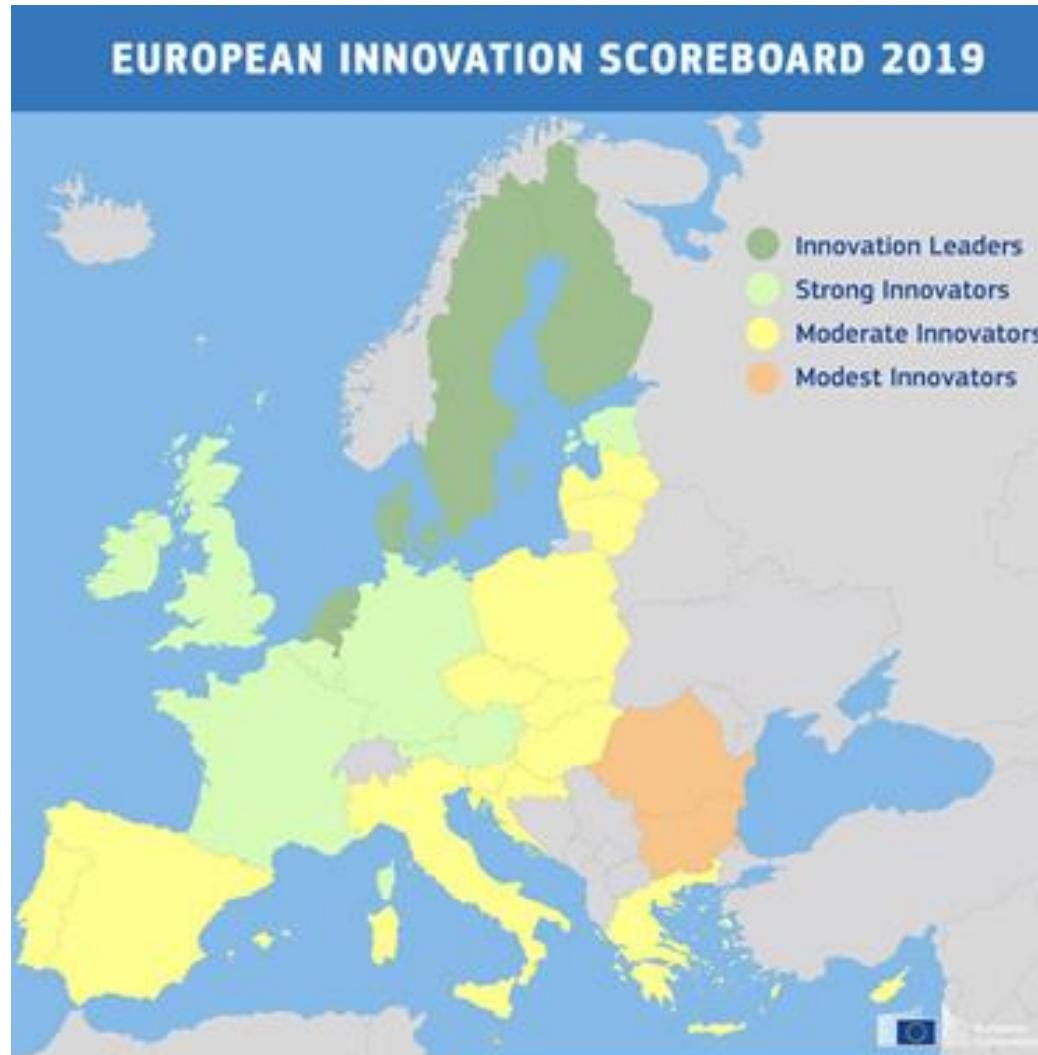 EUROPEAN INNOVATION SCOREBOARD 2019
Innovation Leaders
Strong Innovators
Moderate Innovators
Modest Innovators